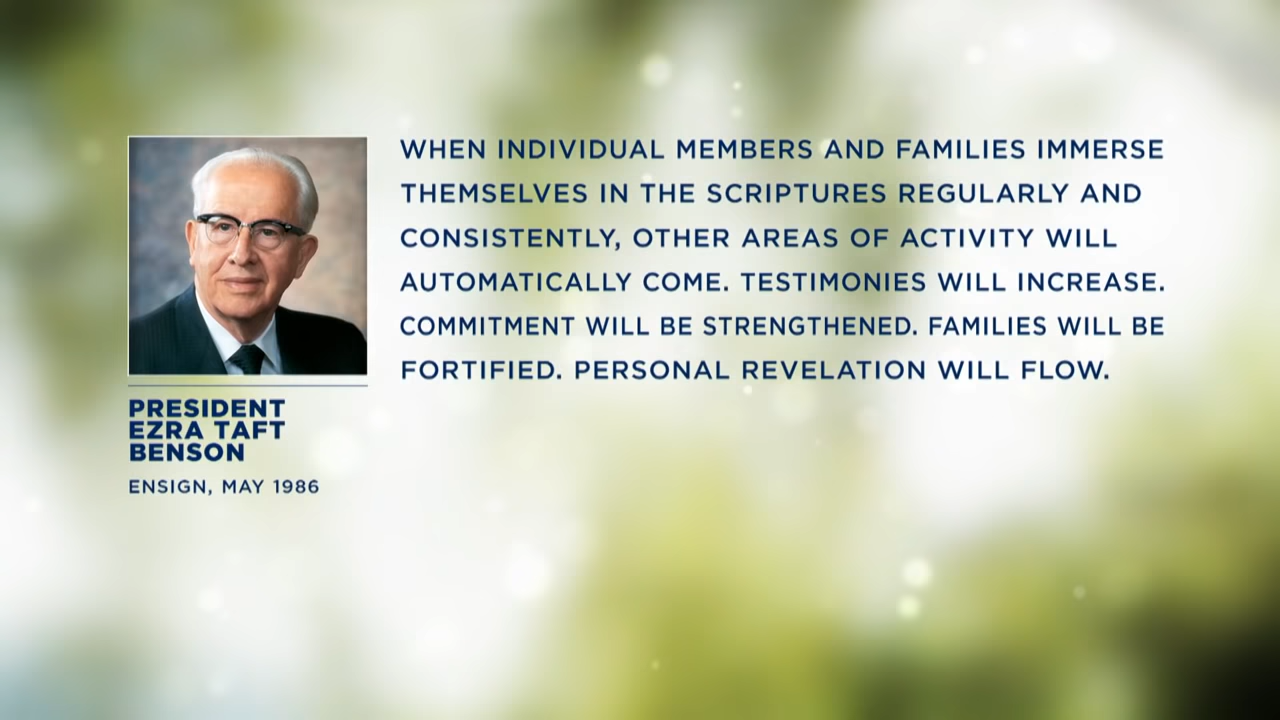 WHEN INDIVIDUAL MEMBERS AND FAMILIES IMMERSE
THEMSELVES IN THE SCRIPTURES REGULARLY AND
CONSISTENTLY, OTHER AREAS OF ACTIVITY WILL
AUTOMATICALLY COME. TESTIMONIES WILL INCREASE.
COMMITMENT WILL BE STRENGTHENED. FAMILIES WILL BE
FORTIFIED. PERSONAL REVELATION WILL FLOW.
PRESIDENT
EZRA TAFT
BENSON
ENSIGN, MAY 1986